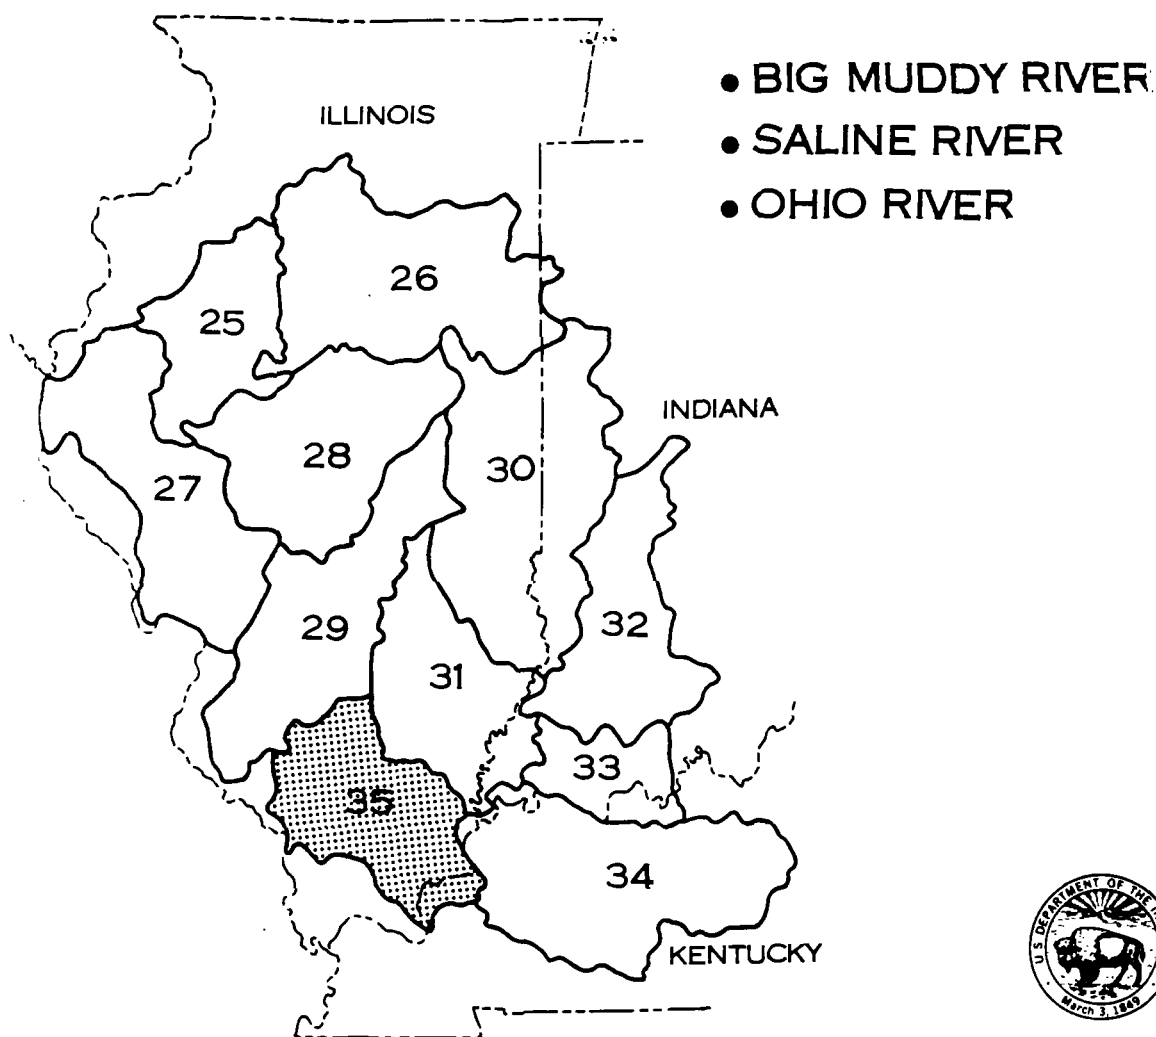 • BIG MUDDY RIVER
ILLINOIS
• SALINE RIVER
• OHIO RIVER
26
25
INDIANA
28
30
27
29
32
31
33
35
34
KENTUCKY
U S DEPARTMENT OF THE
March 3, 1849